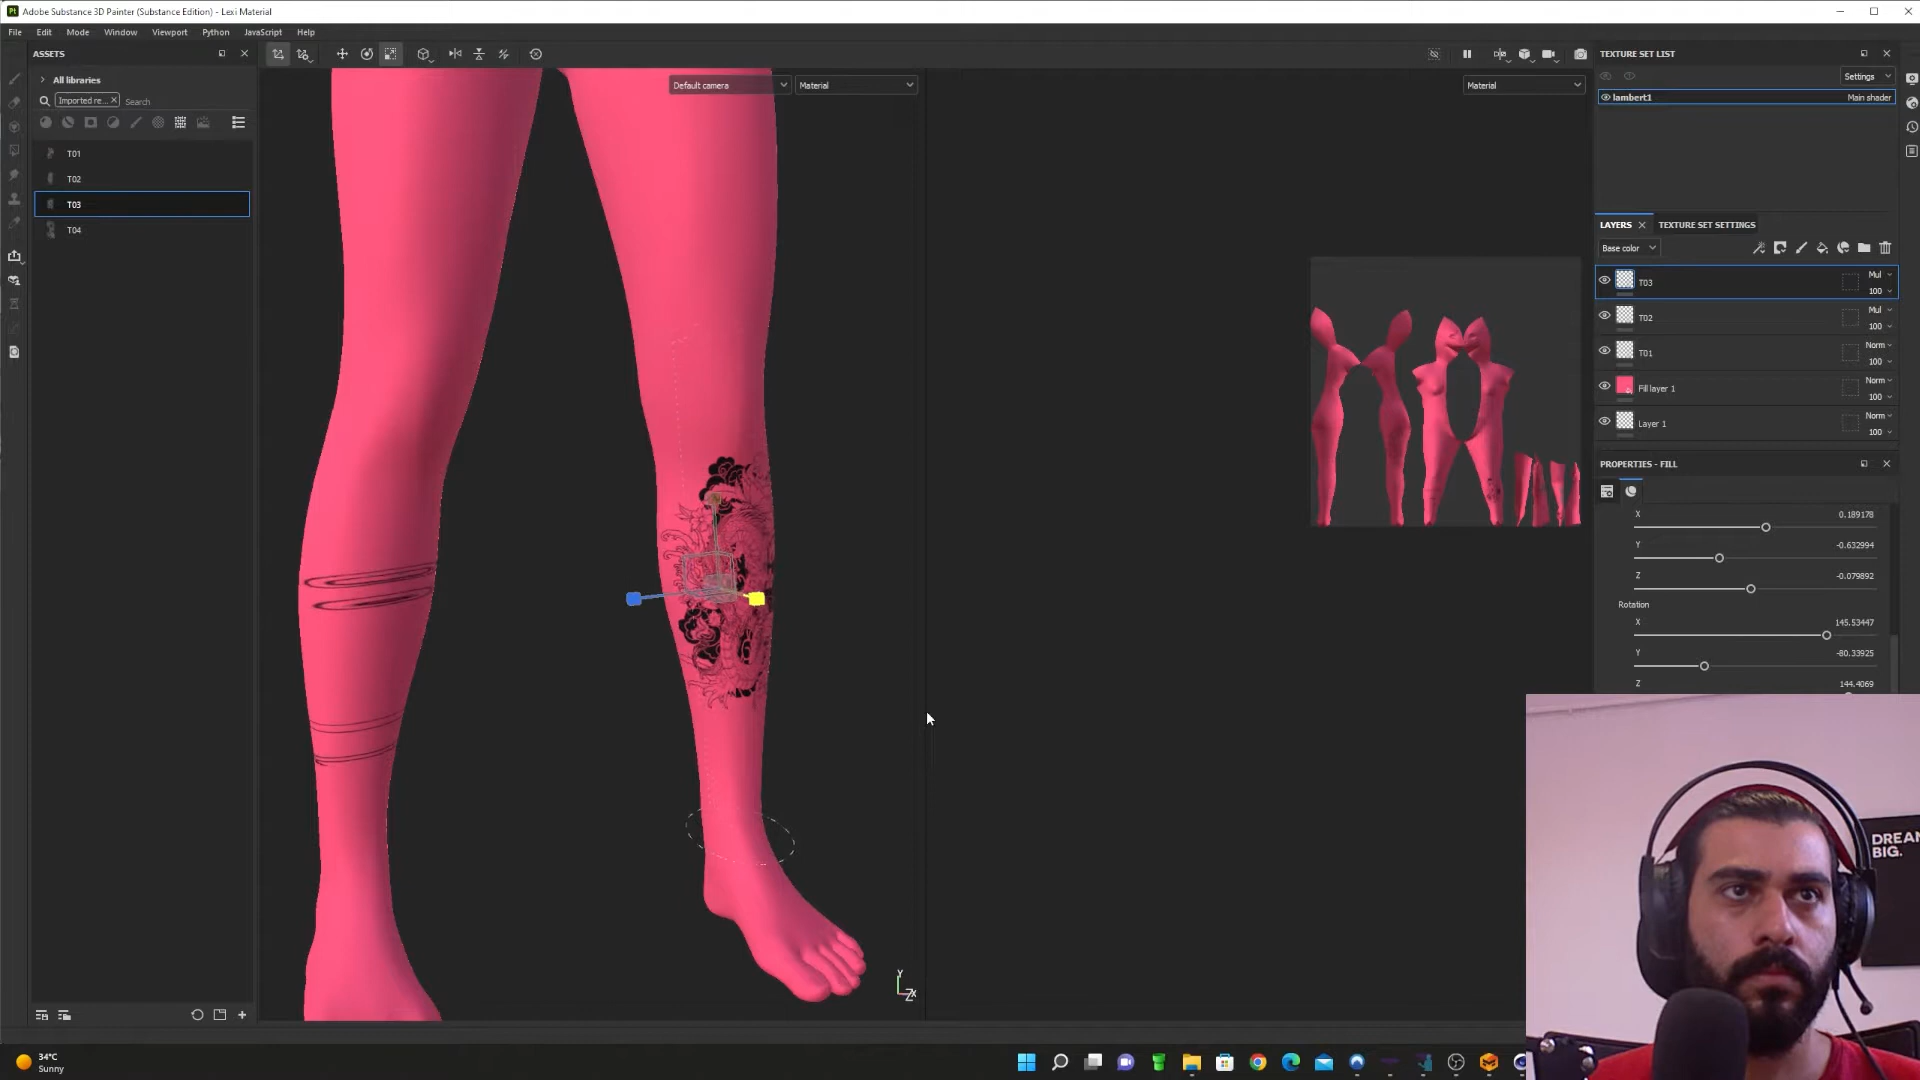 Adobe Substance 3D Painter (Substance Edition) - Lexi Material
File Edit Mode Window Viewport Python JavaScript Help
ASSETS
All libraries
Imported re... Search
T01
T02
T03
T04
Default camera
Material
Material
TEXTURE SET LIST
Settings
lambert1 Main shader
LAYERS TEXTURE SET SETTINGS
Base color
T03 Mul 100
T02 Mul 100
T01 Norm 100
Fill layer 1 Norm 100
Layer 1 Norm 100
PROPERTIES - FILL
X 0.189178
Y -0.632994
Z -0.079892
Rotation
X 145.53447
Y -80.33925
Z 144.4069
Y
Z X
DREAM
BIG.
34°C
Sunny